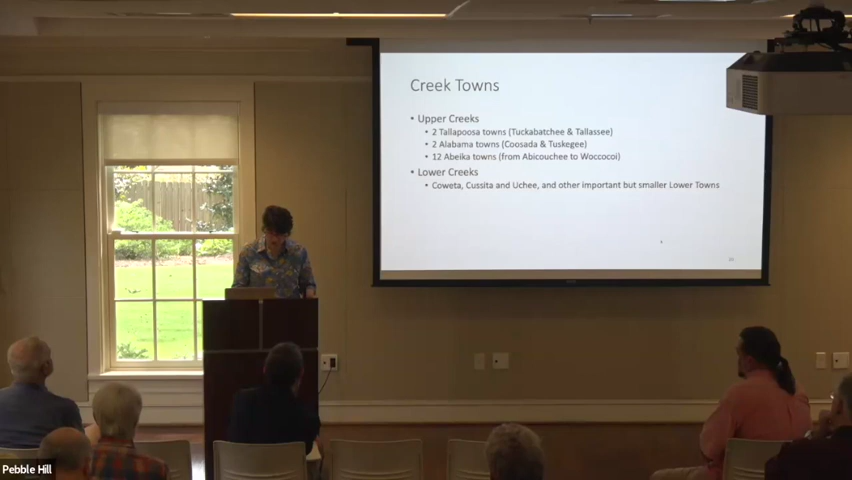 Creek Towns
• Upper Creeks
• 2 Tallapoosa towns (Tuckabatchee & Tallassee)
• 2 Alabama towns (Coosada & Tuskegee)
• 12 Abeika towns (from Abicouchee to Woccocoi)
• Lower Creeks
• Coweta, Cussita and Uchee, and other important but smaller Lower Towns
Pebble Hill